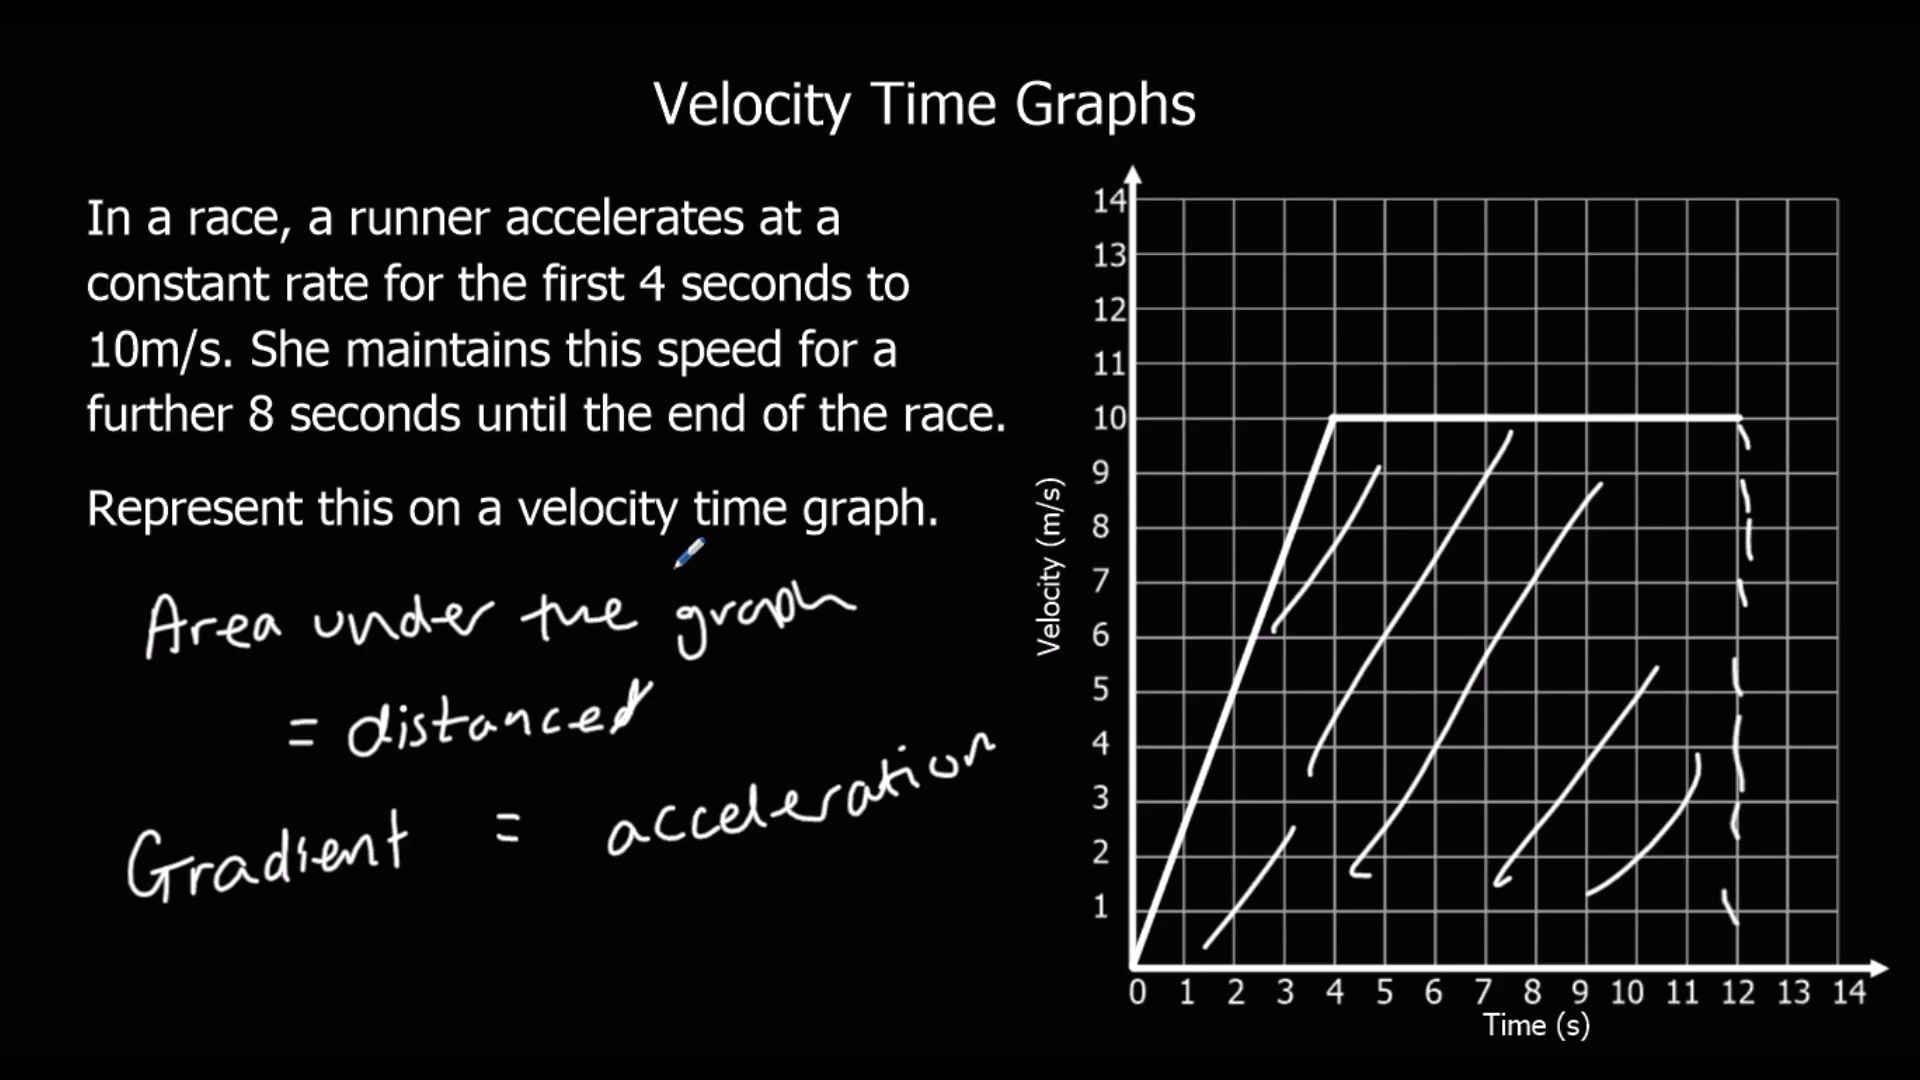 Velocity Time Graphs
In a race, a runner accelerates at a
constant rate for the first 4 seconds to
10m/s. She maintains this speed for a
further 8 seconds until the end of the race.
Represent this on a velocity time graph.
Area under the graph
= distance
Gradient = acceleration
14
13
12
11
10
9
8
7
6
5
4
3
2
1
Velocity (m/s)
0 1 2 3 4 5 6 7 8 9 10 11 12 13 14
Time (s)